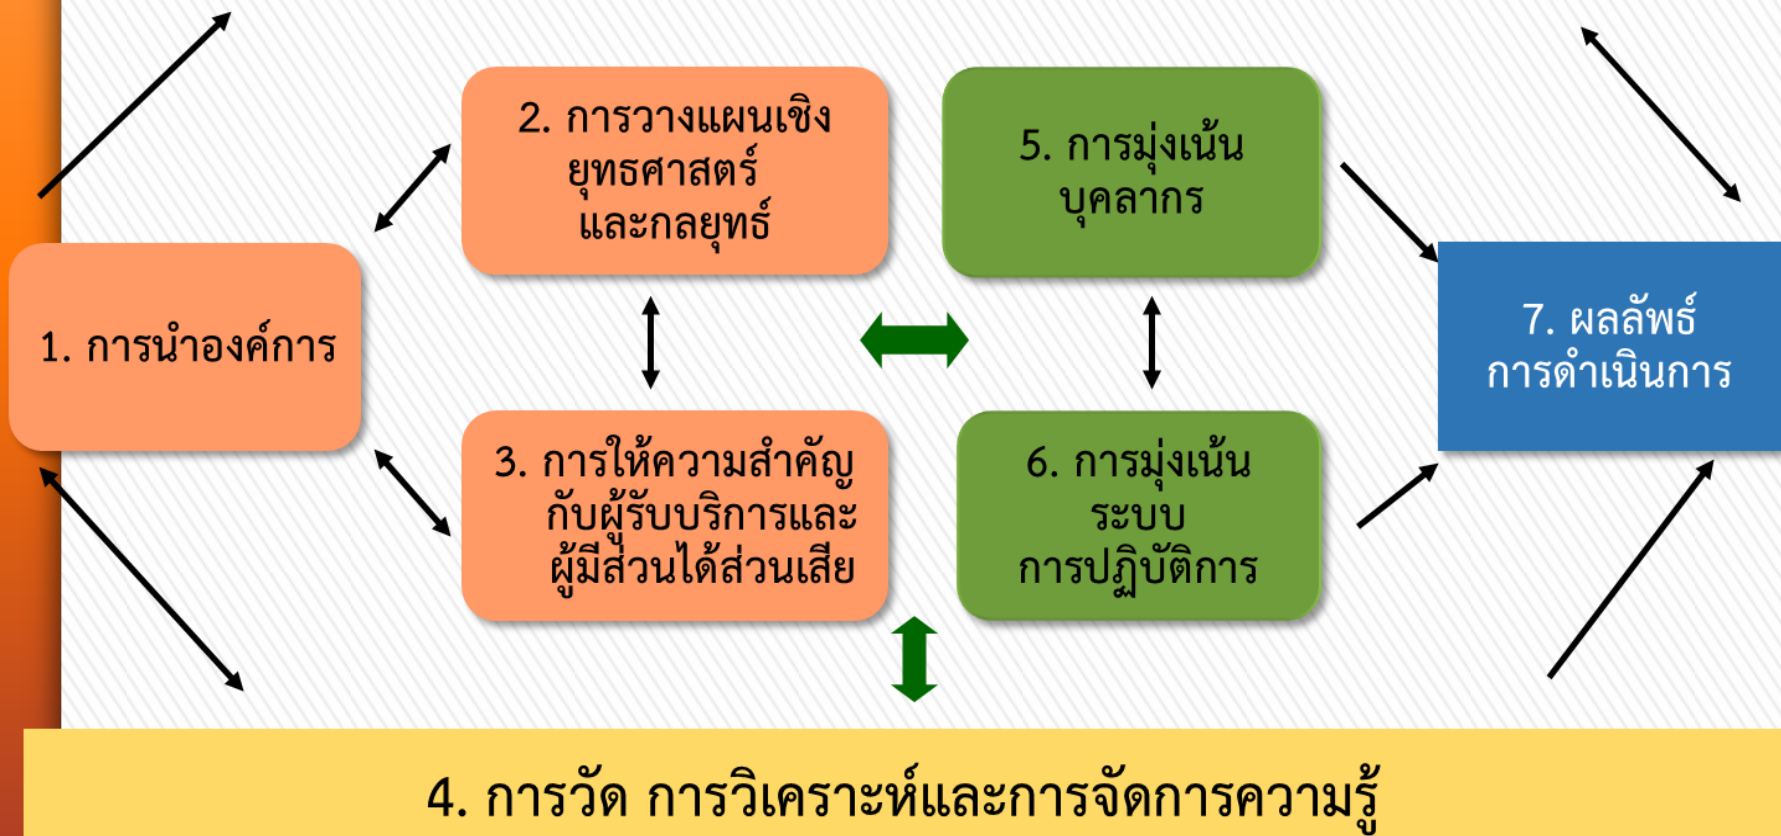 1. การนำองค์การ
2. การวางแผนเชิง
ยุทธศาสตร์
และกลยุทธ์
3. การให้ความสำคัญ
กับผู้รับบริการและ
ผู้มีส่วนได้ส่วนเสีย
5. การมุ่งเน้น
บุคลากร
6. การมุ่งเน้น
ระบบ
การปฏิบัติการ
7. ผลลัพธ์
การดำเนินการ
4. การวัด การวิเคราะห์และการจัดการความรู้